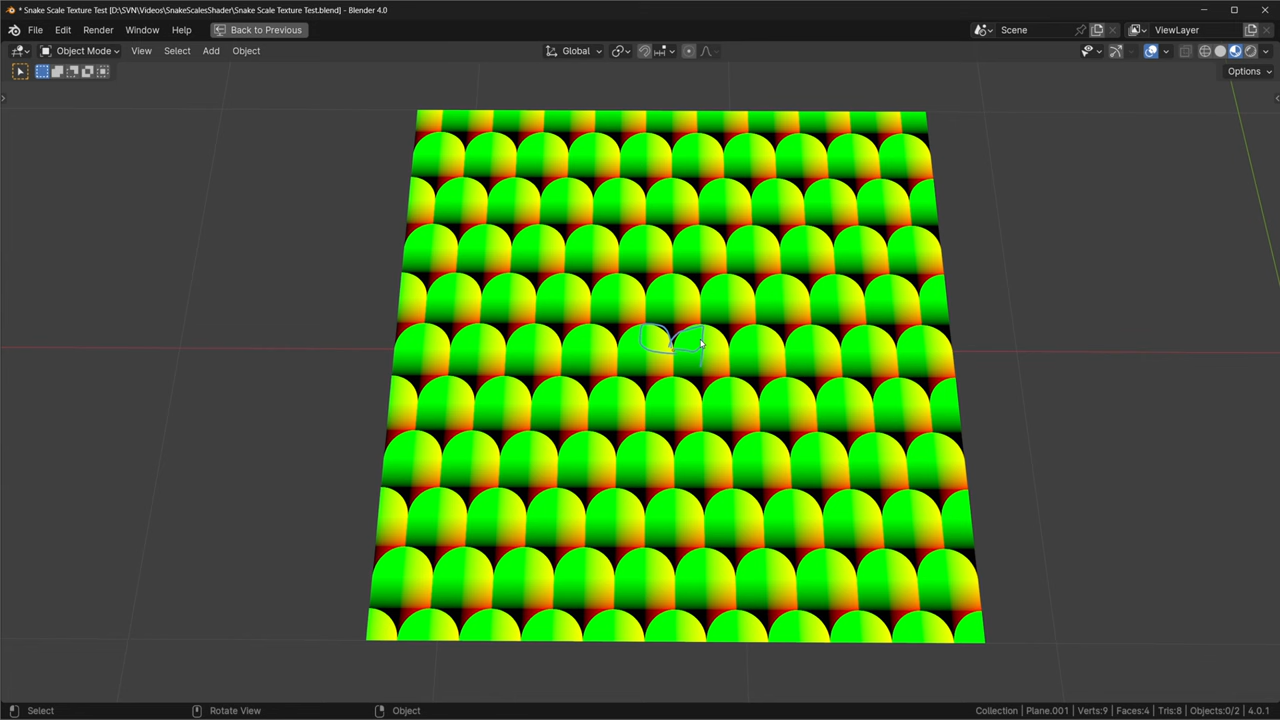 * Snake Scale Texture Test [D:\SVN\Videos\SnakeScalesShader\Snake Scale Texture Test.blend] - Blender 4.0
File Edit Render Window Help Back to Previous Scene ViewLayer
Object Mode View Select Add Object Global
Options
Select Rotate View Object Collection | Plane.001 | Verts:9 | Faces:4 | Tris:8 | Objects:0/2 | 4.0.1